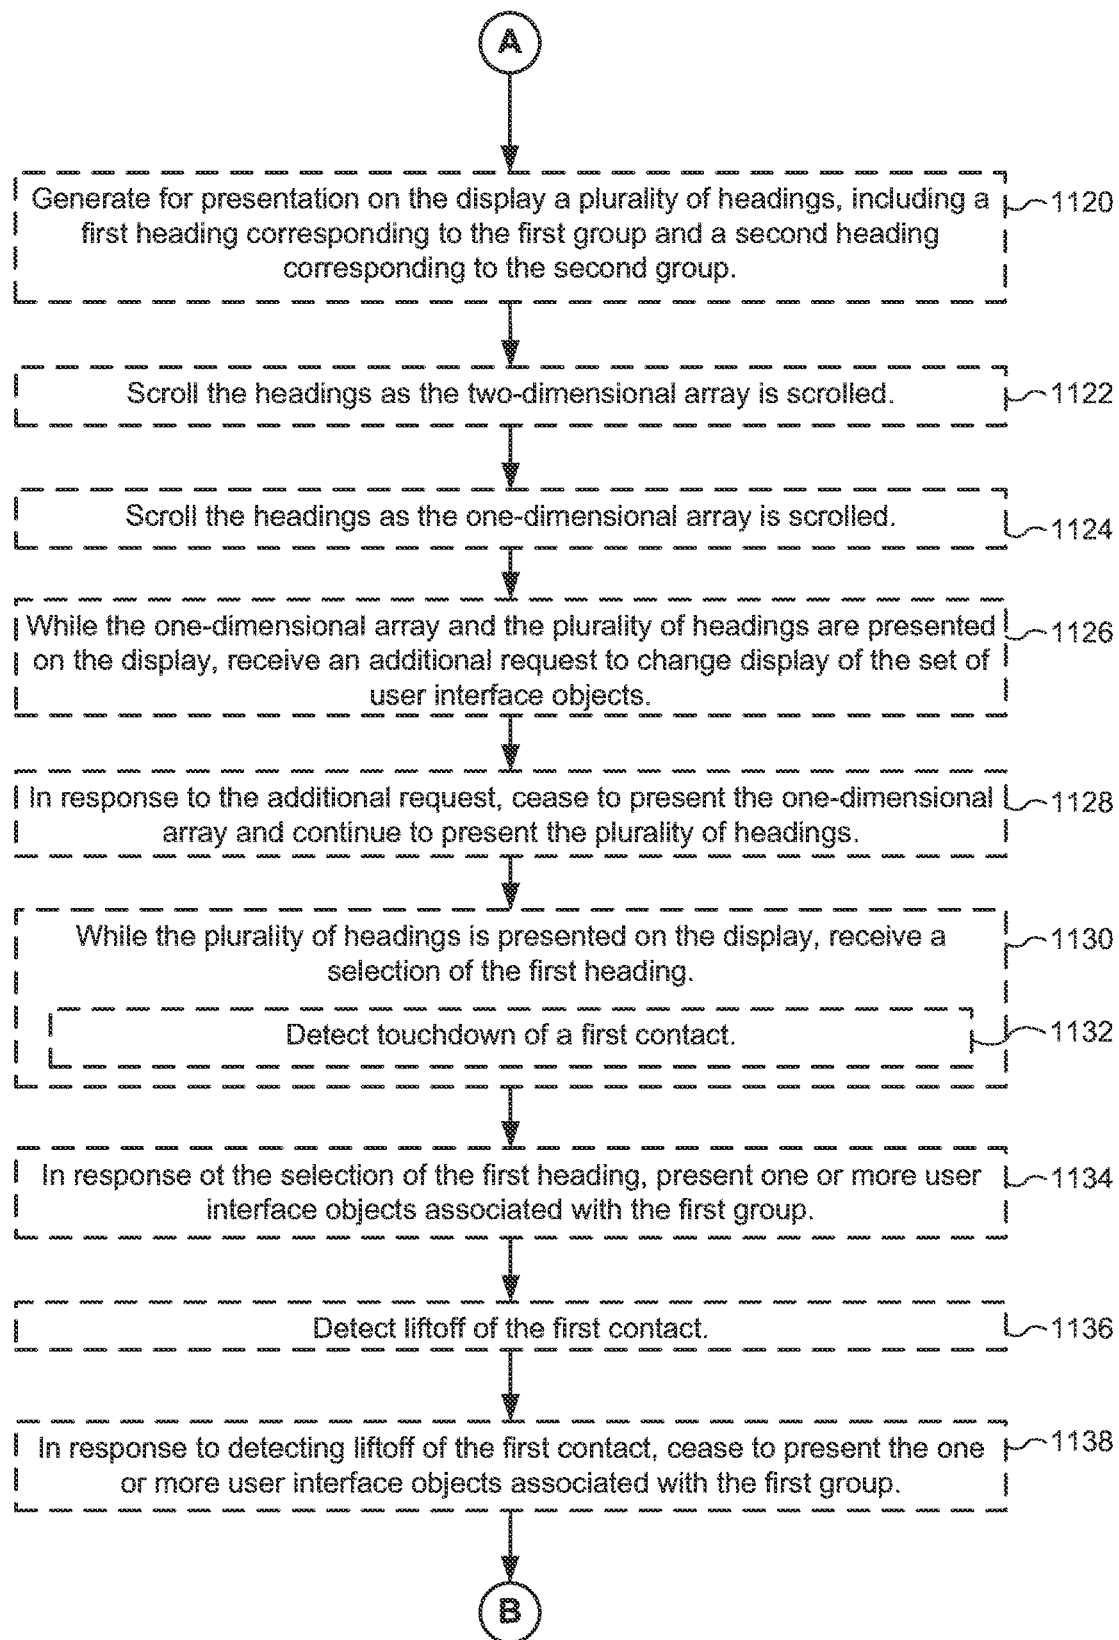 A
Generate for presentation on the display a plurality of headings, including a
first heading corresponding to the first group and a second heading
corresponding to the second group.
1120
Scroll the headings as the two-dimensional array is scrolled.
1122
Scroll the headings as the one-dimensional array is scrolled.
1124
While the one-dimensional array and the plurality of headings are presented
on the display, receive an additional request to change display of the set of
user interface objects.
1126
In response to the additional request, cease to present the one-dimensional
array and continue to present the plurality of headings.
1128
While the plurality of headings is presented on the display, receive a
selection of the first heading.
1130
Detect touchdown of a first contact.
1132
In response ot the selection of the first heading, present one or more user
interface objects associated with the first group.
1134
Detect liftoff of the first contact.
1136
In response to detecting liftoff of the first contact, cease to present the one
or more user interface objects associated with the first group.
1138
B